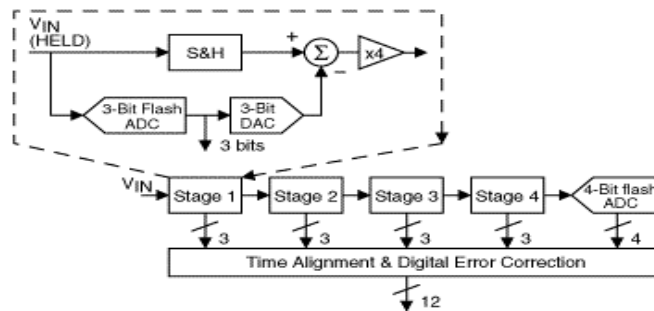 VIN
(HELD)
S&H
+
Σ
−
x4
3-Bit Flash
ADC
3-Bit
DAC
3 bits
VIN
Stage 1
Stage 2
Stage 3
Stage 4
4-Bit flash
ADC
3
3
3
3
4
Time Alignment & Digital Error Correction
12